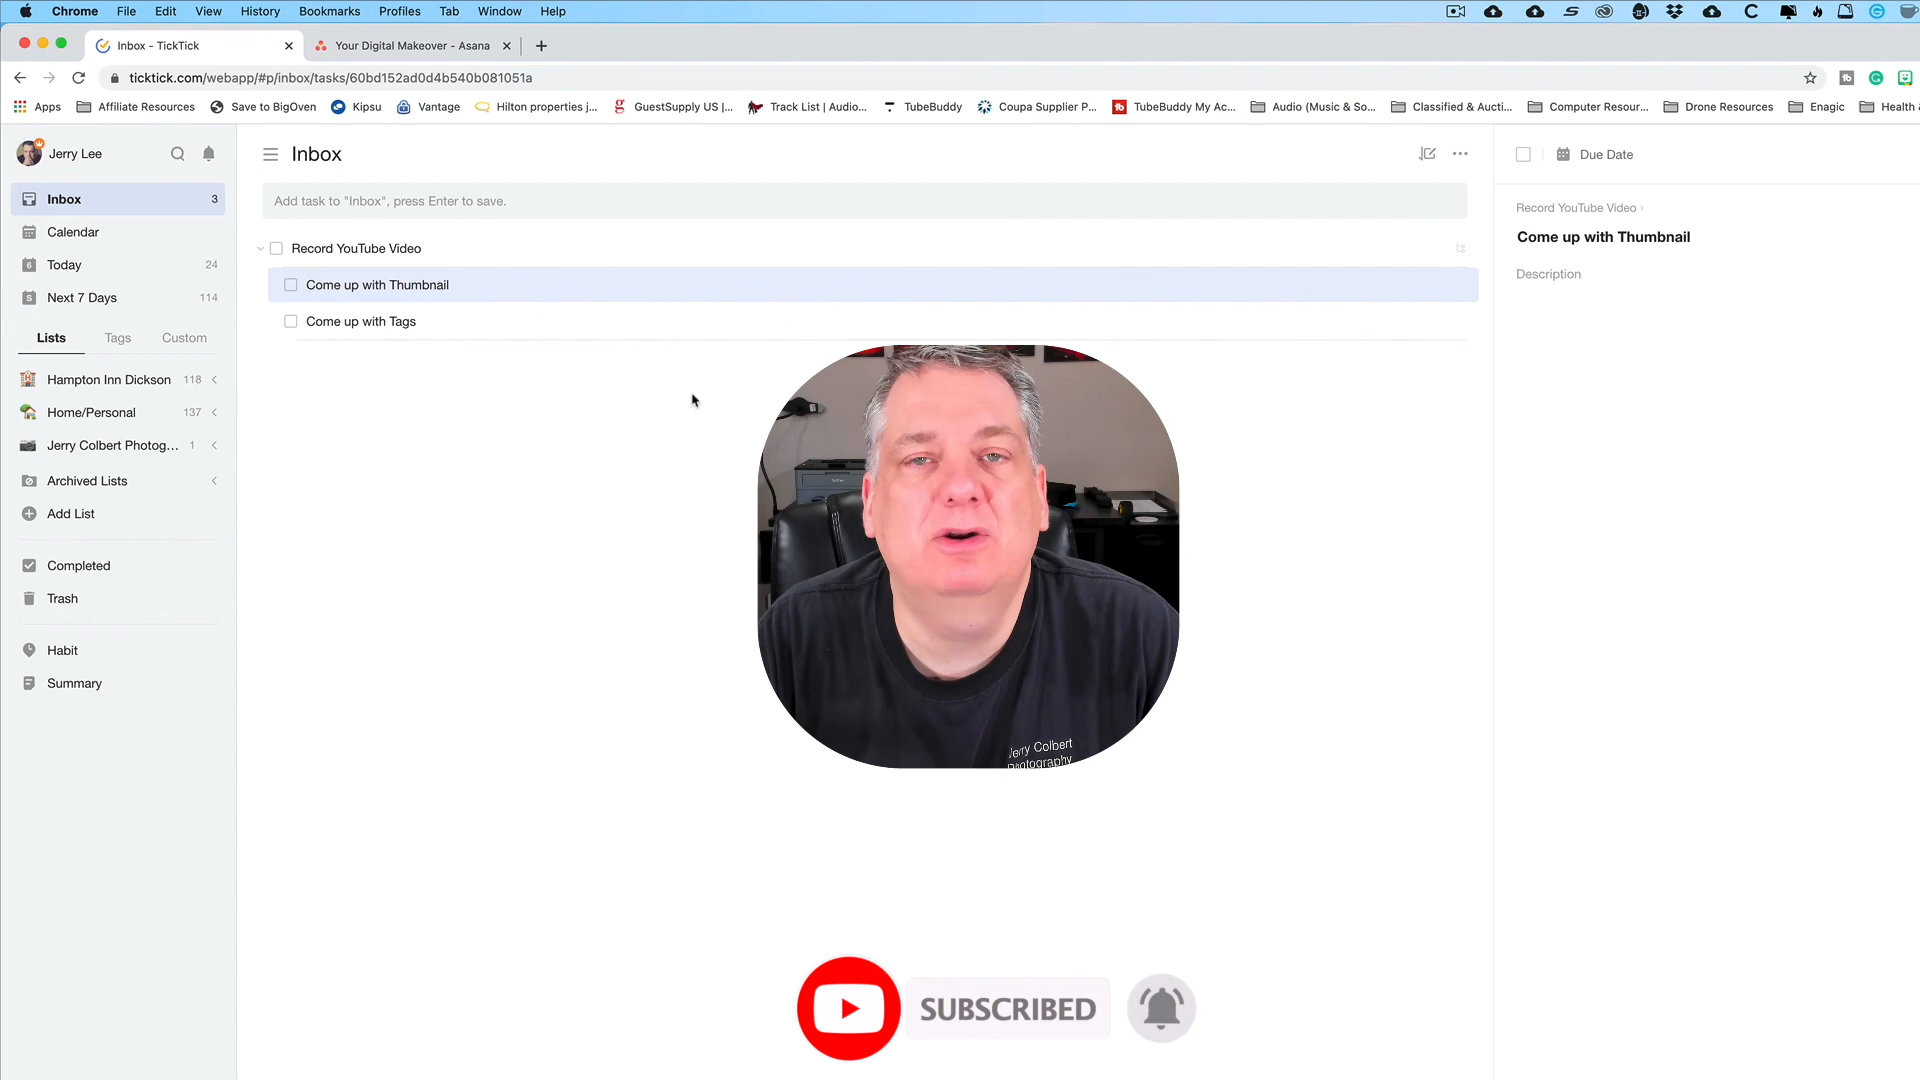 Chrome File Edit View History Bookmarks Profiles Tab Window Help
Inbox - TickTick
Your Digital Makeover - Asana
ticktick.com/webapp/#p/inbox/tasks/60bd152ad0d4b540b081051a
Apps Affiliate Resources Save to BigOven Kipsu Vantage Hilton properties j... GuestSupply US |... Track List | Audio... TubeBuddy Coupa Supplier P... TubeBuddy My Ac... Audio (Music & So... Classified & Aucti... Computer Resour... Drone Resources Enagic Health &
Jerry Lee
Inbox 3
Calendar
Today 24
Next 7 Days 114
Lists Tags Custom
Hampton Inn Dickson 118
Home/Personal 137
Jerry Colbert Photog... 1
Archived Lists
Add List
Completed
Trash
Habit
Summary
Inbox
Add task to "Inbox", press Enter to save.
Record YouTube Video
Come up with Thumbnail
Come up with Tags
Due Date
Record YouTube Video
Come up with Thumbnail
Description
Jerry Colbert
Photography
SUBSCRIBED